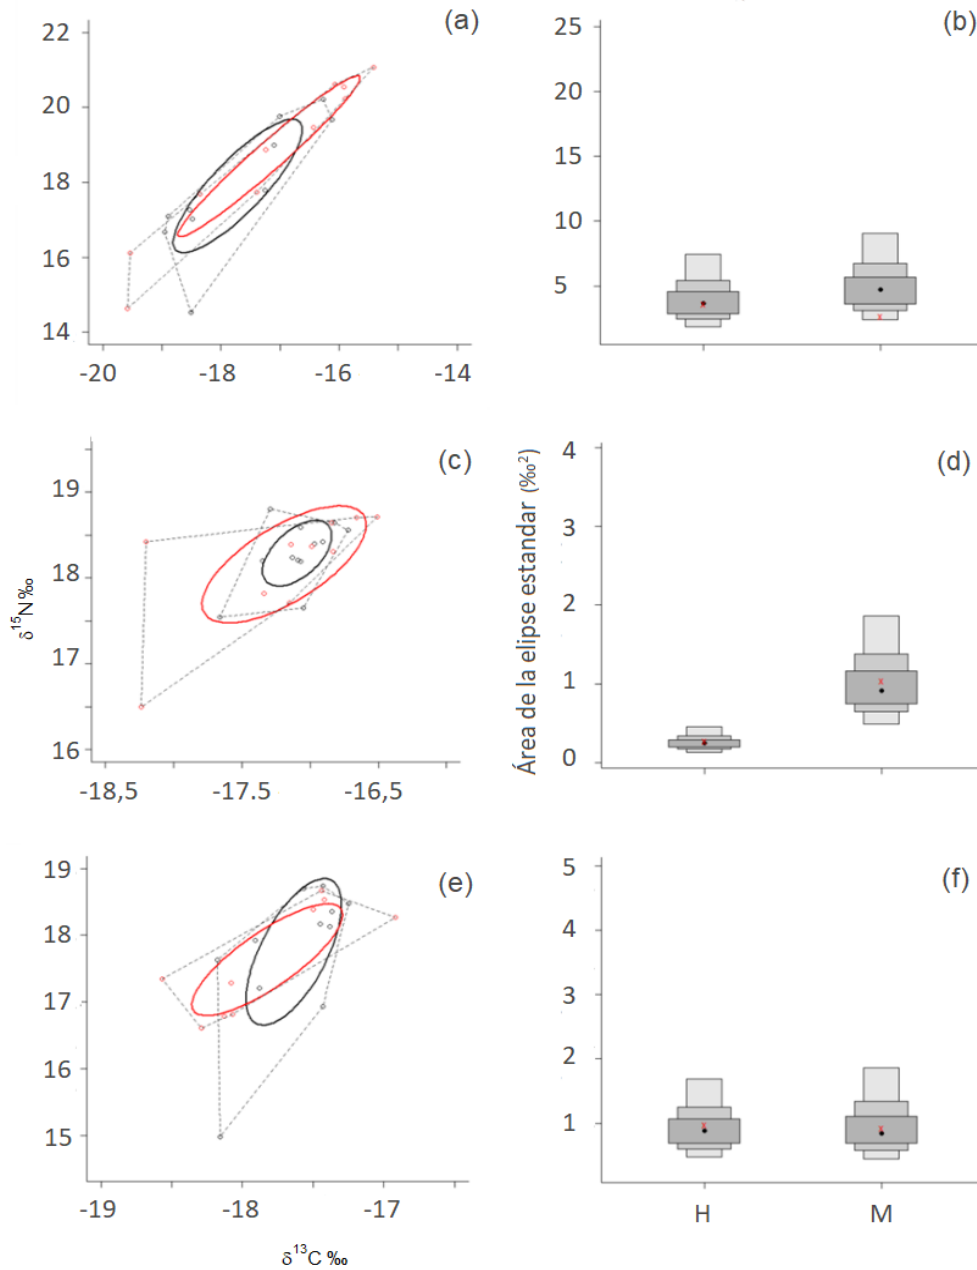 (a)
22
20
18
16
14
-20 -18 -16 -14
(b)
25
20
15
10
5
(c)
19
18
17
16
-18,5 -17.5 -16,5
δ15N‰
(d)
4
3
2
1
0
Área de la elipse estandar (‰²)
(e)
19
18
17
16
15
-19 -18 -17
δ13C ‰
(f)
5
4
3
2
1
H M